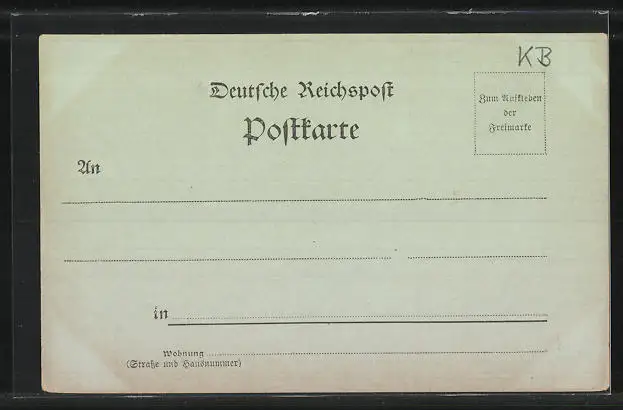 KB
Deutsche Reichspost
Postkarte
Zum Aufkleben
der
Freimarke
An
in
Wohnung
(Straße und Hausnummer)